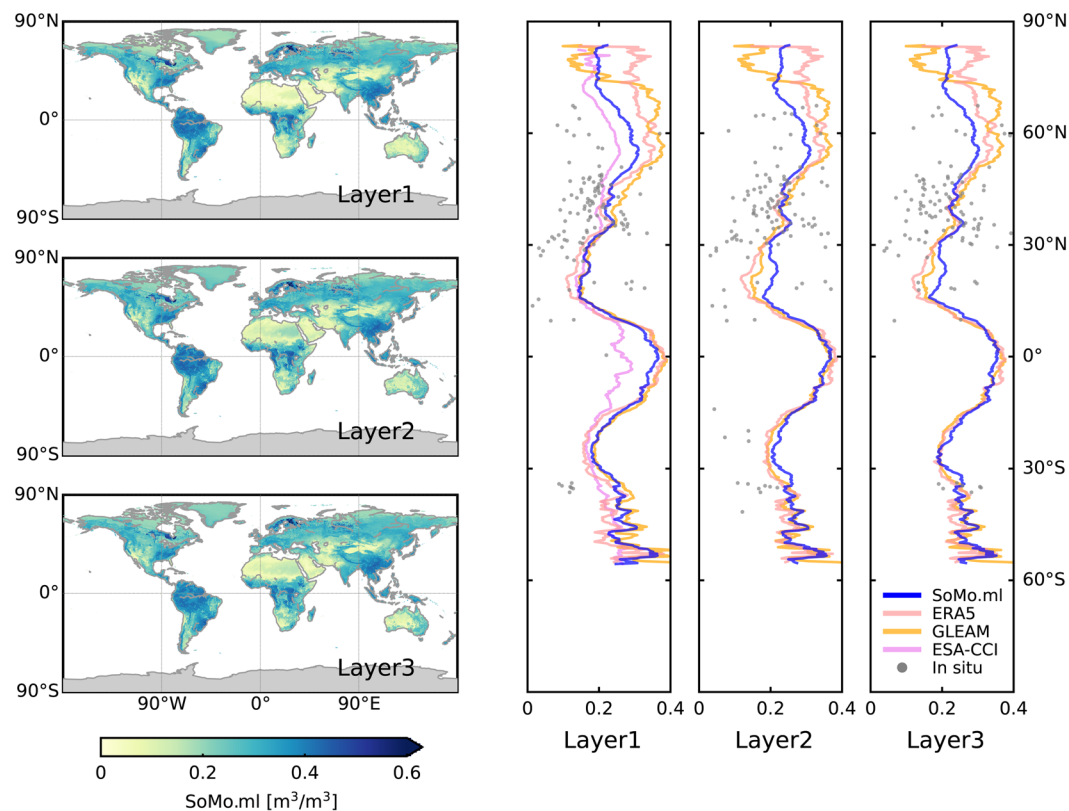 90°N
0°
Layer1
90°S
90°N
0°
Layer2
90°S
90°N
0°
Layer3
90°S
90°W 0° 90°E
0 0.2 0.4 0.6
SoMo.ml [m³/m³]
90°N
60°N
30°N
0°
30°S
60°S
SoMo.ml
ERA5
GLEAM
ESA-CCI
In situ
0 0.2 0.4
0 0.2 0.4
0 0.2 0.4
Layer1 Layer2 Layer3